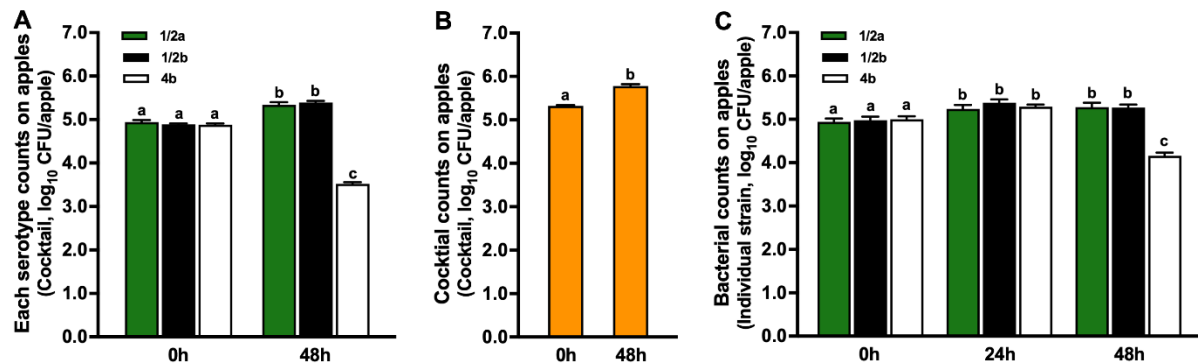 A
Each serotype counts on apples
(Cocktail, log10 CFU/apple)
7.0
6.0
5.0
4.0
3.0
2.0
1.0
0.0
1/2a
1/2b
4b
a a a
b b
c
0h 48h
B
Cocktial counts on apples
(Cocktail, log10 CFU/apple)
7.0
6.0
5.0
4.0
3.0
2.0
1.0
0.0
a
b
0h 48h
C
Bacterial counts on apples
(Individual strain, log10 CFU/apple)
7.0
6.0
5.0
4.0
3.0
2.0
1.0
0.0
1/2a
1/2b
4b
a a a
b b b
b b
c
0h 24h 48h